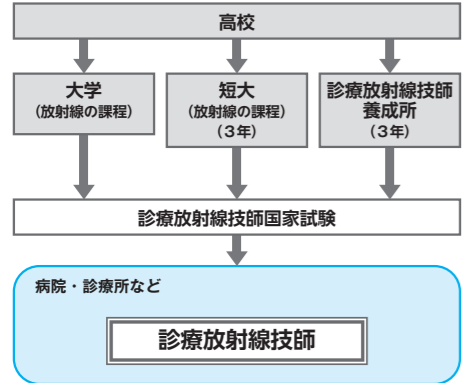 高校
大学
(放射線の課程)
短大
(放射線の課程)
(3年)
診療放射線技師
養成所
(3年)
診療放射線技師国家試験
病院・診療所など
診療放射線技師